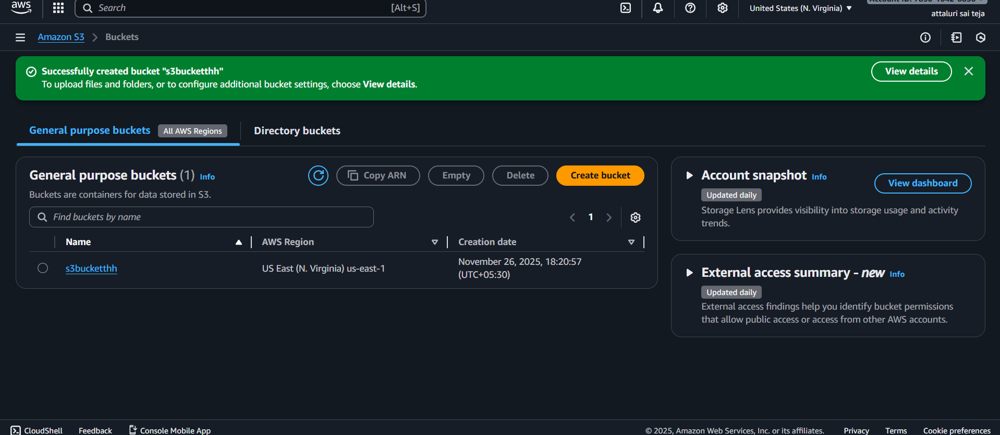 aws
Search
[Alt+S]
United States (N. Virginia)
attaluri sai teja
Amazon S3
Buckets
Successfully created bucket "s3bucketthh"
To upload files and folders, or to configure additional bucket settings, choose View details.
View details
General purpose buckets
All AWS Regions
Directory buckets
General purpose buckets (1) Info
Copy ARN
Empty
Delete
Create bucket
Buckets are containers for data stored in S3.
Find buckets by name
1
Name
AWS Region
Creation date
s3bucketthh
US East (N. Virginia) us-east-1
November 26, 2025, 18:20:57
(UTC+05:30)
Account snapshot Info
View dashboard
Updated daily
Storage Lens provides visibility into storage usage and activity
trends.
External access summary - new Info
Updated daily
External access findings help you identify bucket permissions
that allow public access or access from other AWS accounts.
CloudShell
Feedback
Console Mobile App
© 2025, Amazon Web Services, Inc. or its affiliates.
Privacy
Terms
Cookie preferences